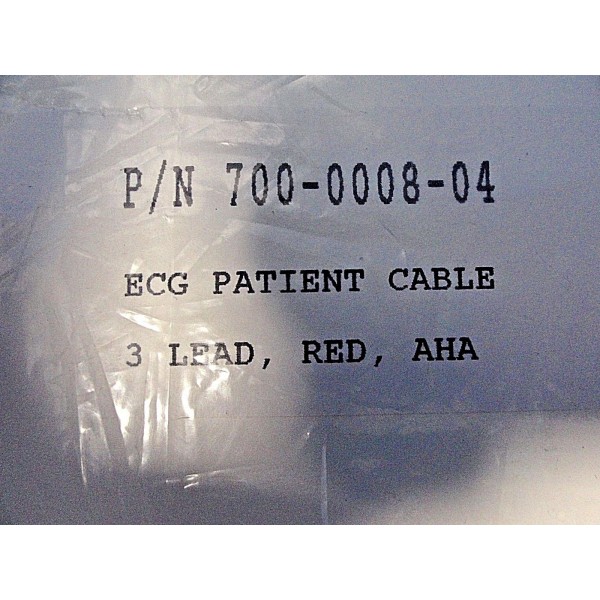 P/N 700-0008-04
ECG PATIENT CABLE
3 LEAD, RED, AHA